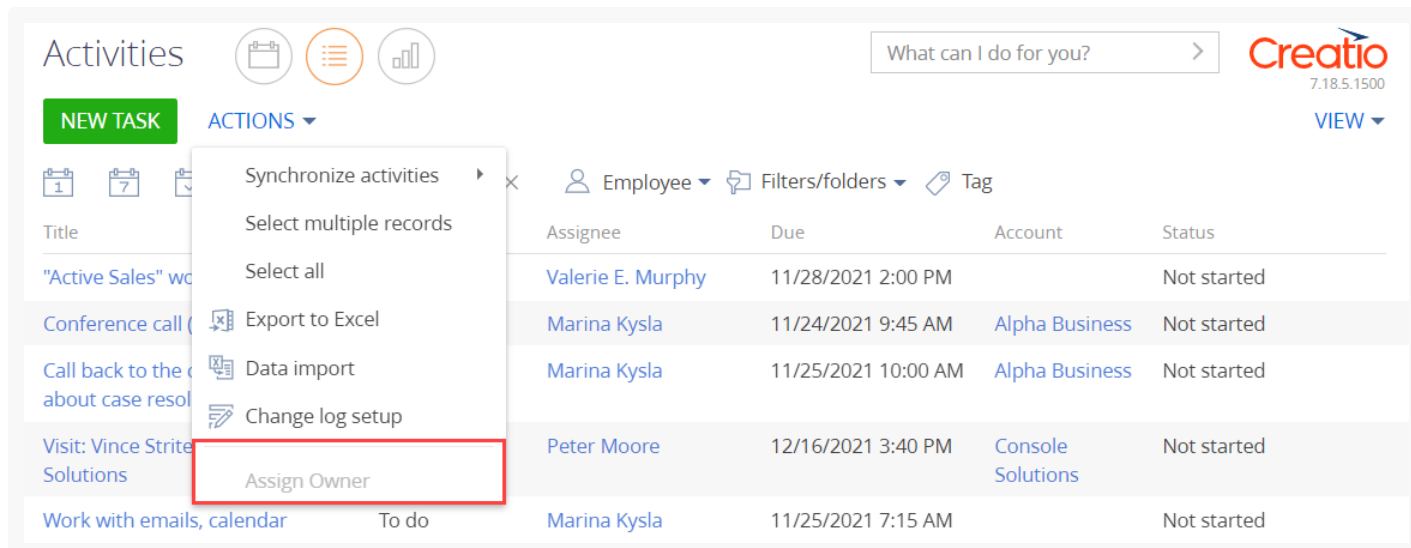 Activities
What can I do for you?
Creatio
7.18.5.1500
NEW TASK
ACTIONS
VIEW
1
7
Employee
Filters/folders
Tag
Synchronize activities
Select multiple records
Select all
Export to Excel
Data import
Change log setup
Assign Owner
Title Assignee Due Account Status
"Active Sales" Valerie E. Murphy 11/28/2021 2:00 PM Not started
Conference call ( Marina Kysla 11/24/2021 9:45 AM Alpha Business Not started
Call back to the Marina Kysla 11/25/2021 10:00 AM Alpha Business Not started
about case
Visit: Vince Peter Moore 12/16/2021 3:40 PM Console Not started
Solutions Solutions
Work with emails, calendar To do Marina Kysla 11/25/2021 7:15 AM Not started